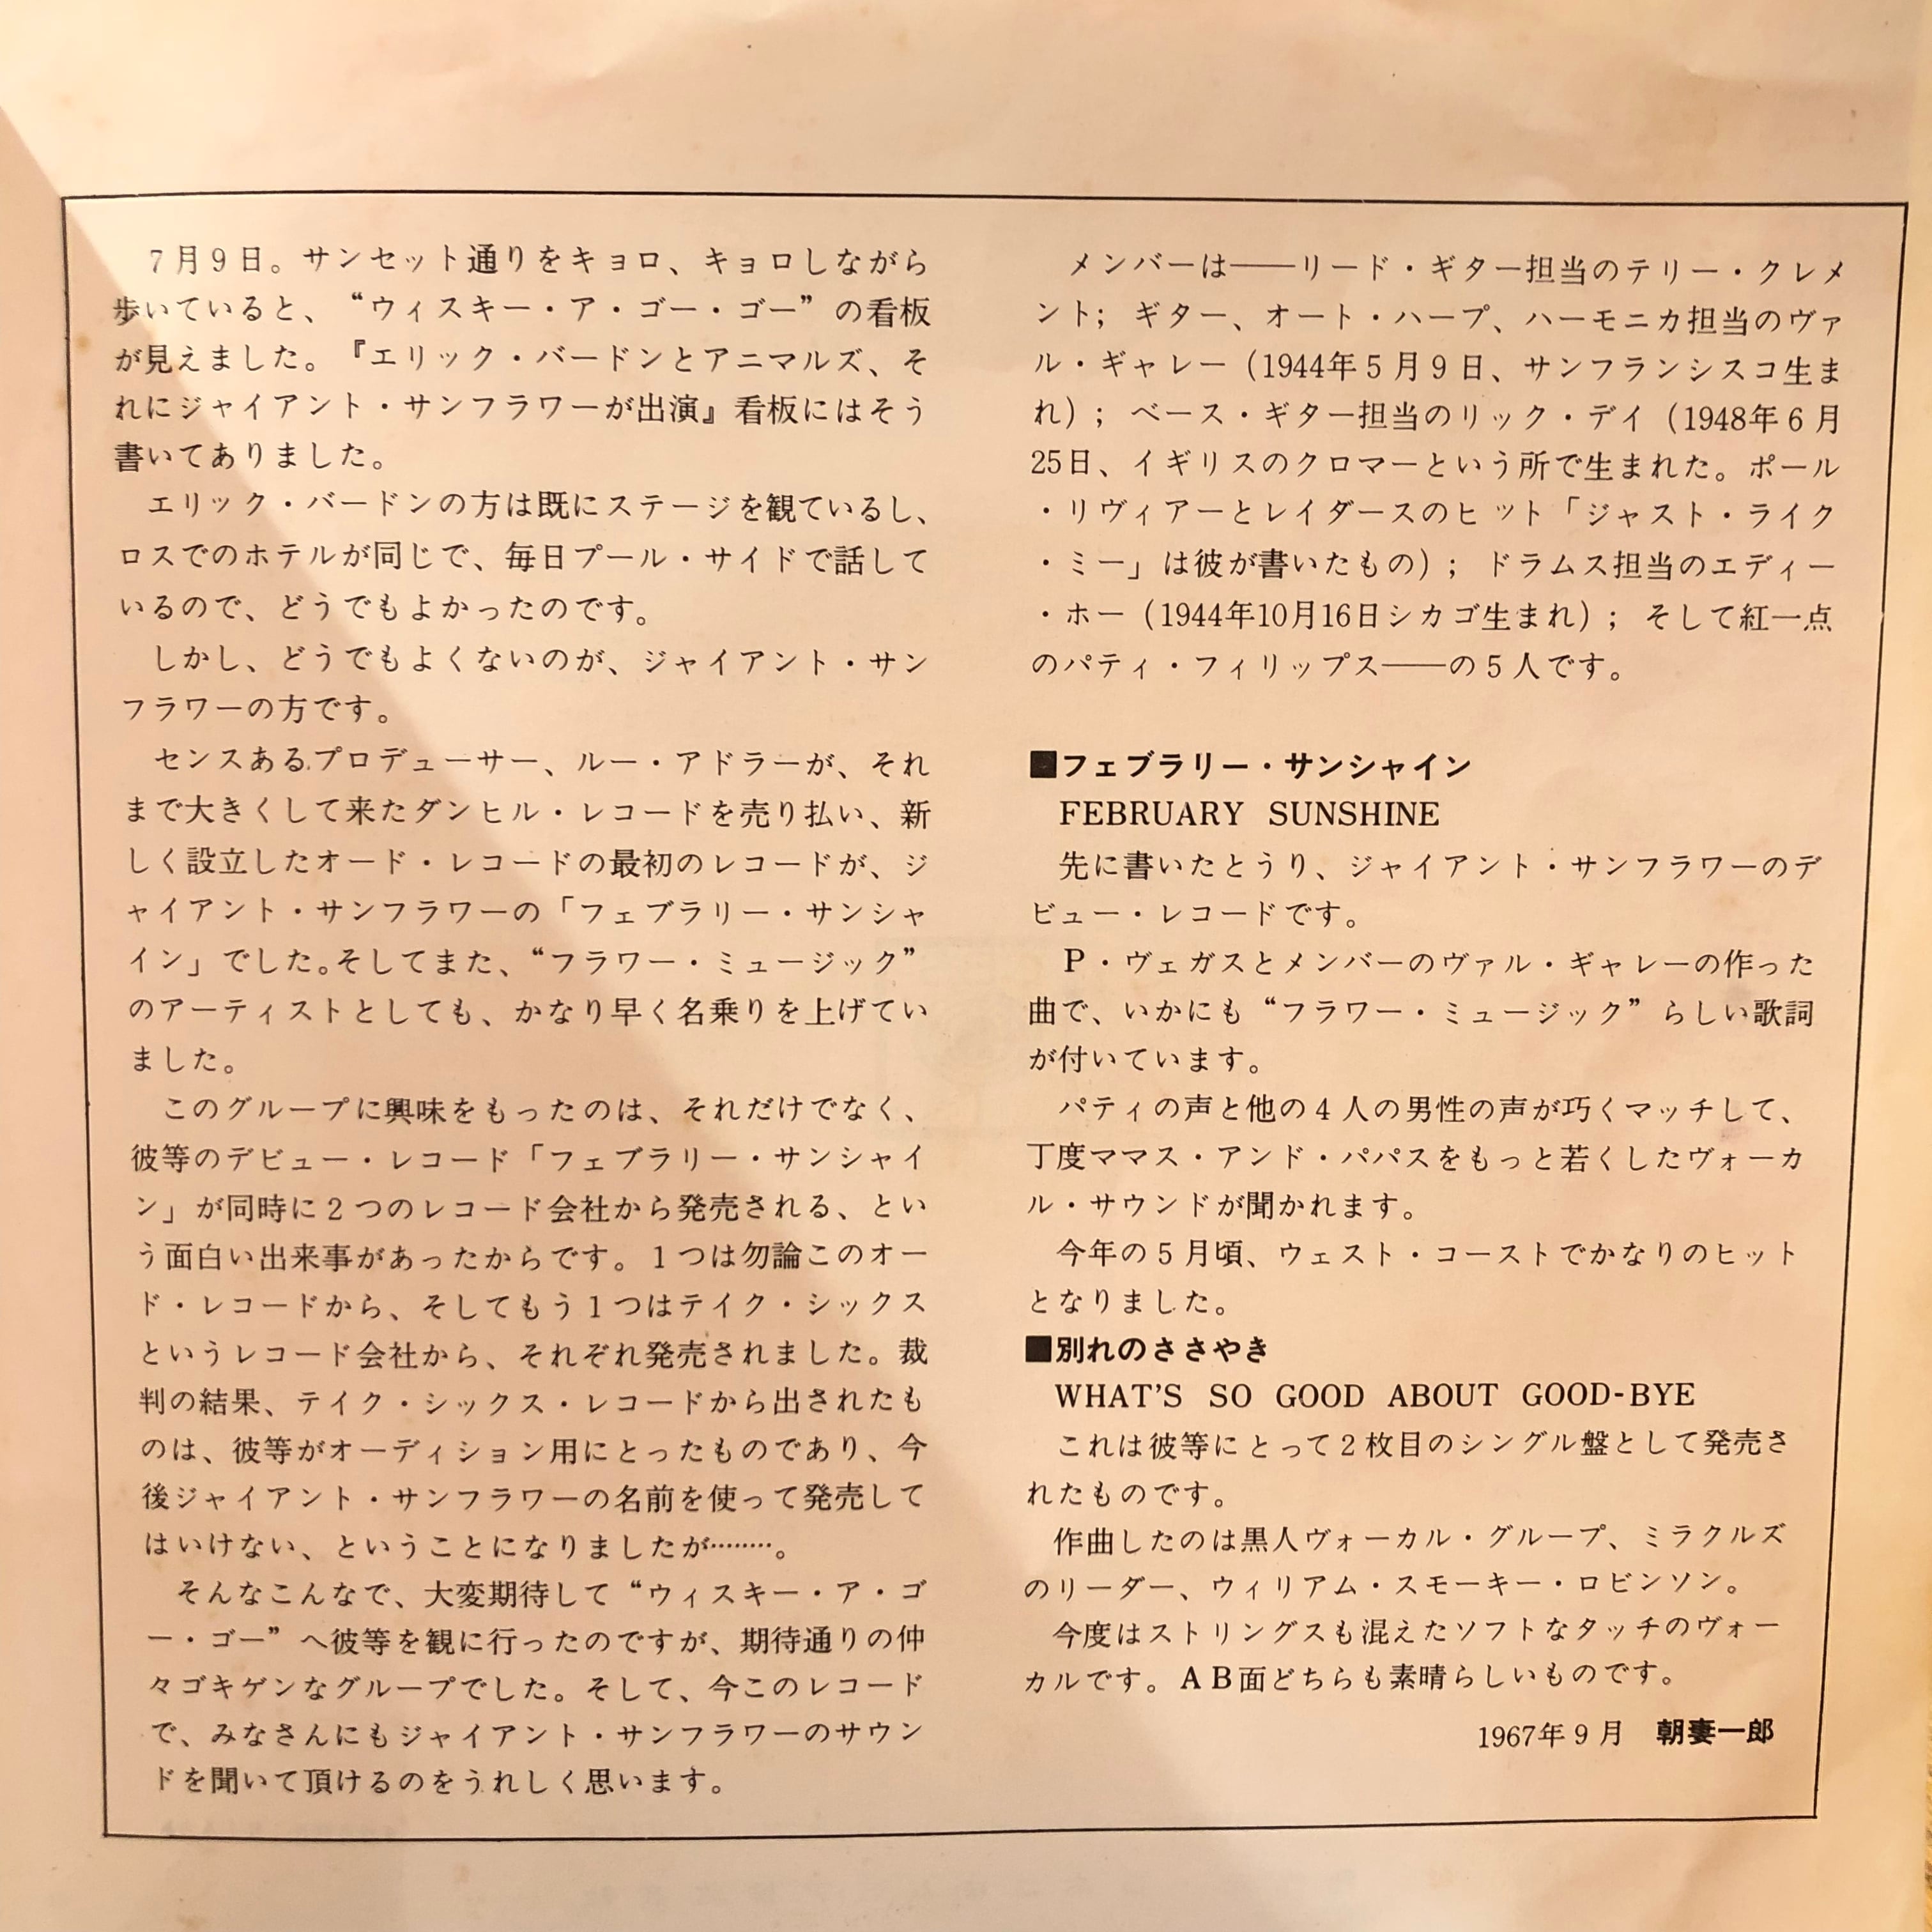 7月9日。サンセット通りをキョロ、キョロしながら
歩いていると、“ウィスキー・ア・ゴー・ゴー”の看板
が見えました。『エリック・バードンとアニマルズ、そ
れにジャイアント・サンフラワーが出演』看板にはそう
書いてありました。
エリック・バードンの方は既にステージを観ているし、
ロスでのホテルが同じで、毎日プール・サイドで話して
いるので、どうでもよかったのです。
しかし、どうでもよくないのが、ジャイアント・サン
フラワーの方です。
センスあるプロデューサー、ルー・アドラーが、それ
まで大きくして来たダンヒル・レコードを売り払い、新
しく設立したオード・レコードの最初のレコードが、ジ
ャイアント・サンフラワーの「フェブラリー・サンシャ
イン」でした。そしてまた、“フラワー・ミュージック”
のアーティストとしても、かなり早く名乗りを上げてい
ました。
このグループに興味をもったのは、それだけでなく、
彼等のデビュー・レコード「フェブラリー・サンシャイ
ン」が同時に2つのレコード会社から発売される、とい
う面白い出来事があったからです。1つは勿論このオー
ド・レコードから、そしてもう1つはテイク・シックス
というレコード会社から、それぞれ発売されました。裁
判の結果、テイク・シックス・レコードから出されたも
のは、彼等がオーディション用にとったものであり、今
後ジャイアント・サンフラワーの名前を使って発売して
はいけない、ということになりましたが………。
そんなこんなで、大変期待して“ウィスキー・ア・ゴ
ー・ゴー”へ彼等を観に行ったのですが、期待通りの仲
々ゴキゲンなグループでした。そして、今このレコード
で、みなさんにもジャイアント・サンフラワーのサウン
ドを聞いて頂けるのをうれしく思います。
メンバーは――リード・ギター担当のテリー・クレメ
ント; ギター、オート・ハープ、ハーモニカ担当のヴァ
ル・ギャレー(1944年5月9日、サンフランシスコ生ま
れ); ベース・ギター担当のリック・デイ(1948年6月
25日、イギリスのクロマーという所で生まれた。ポール
・リヴィアーとレイダースのヒット「ジャスト・ライク
・ミー」は彼が書いたもの); ドラムス担当のエディー
・ホー(1944年10月16日シカゴ生まれ); そして紅一点
のパティ・フィリップス――の5人です。
■フェブラリー・サンシャイン
FEBRUARY SUNSHINE
先に書いたとうり、ジャイアント・サンフラワーのデ
ビュー・レコードです。
P・ヴェガスとメンバーのヴァル・ギャレーの作った
曲で、いかにも“フラワー・ミュージック”らしい歌詞
が付いています。
パティの声と他の4人の男性の声が巧くマッチして、
丁度ママス・アンド・パパスをもっと若くしたヴォーカ
ル・サウンドが聞かれます。
今年の5月頃、ウェスト・コーストでかなりのヒット
となりました。
■別れのささやき
WHAT'S SO GOOD ABOUT GOOD-BYE
これは彼等にとって2枚目のシングル盤として発売さ
れたものです。
作曲したのは黒人ヴォーカル・グループ、ミラクルズ
のリーダー、ウィリアム・スモーキー・ロビンソン。
今度はストリングスも混えたソフトなタッチのヴォー
カルです。AB面どちらも素晴らしいものです。
1967年9月 朝妻一郎